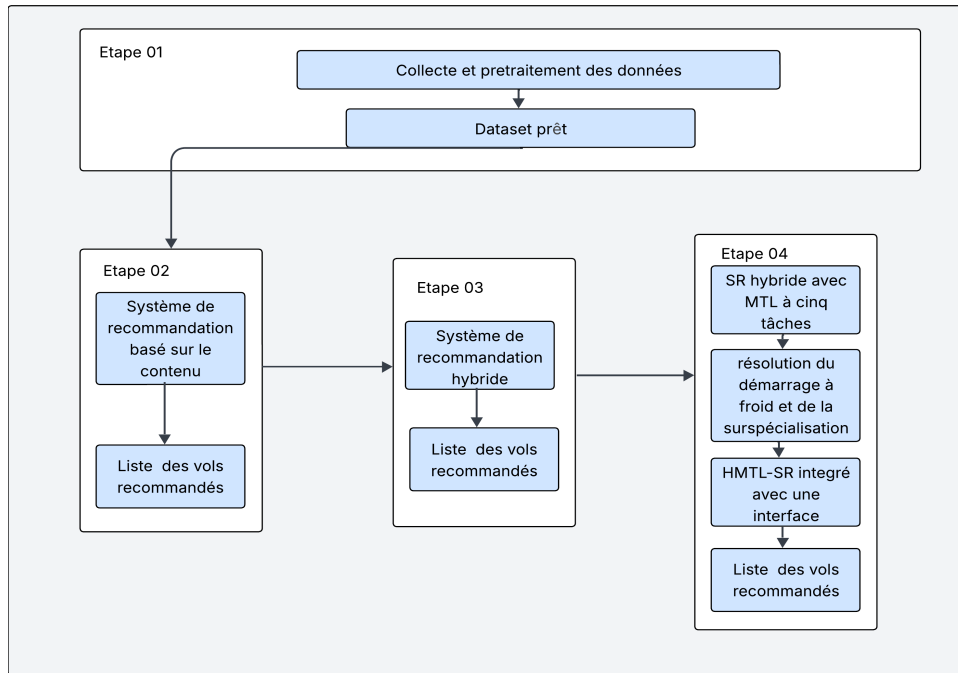 Etape 01
Collecte et pretraitement des données
Dataset prêt
Etape 02
Système de
recommandation
basé sur le
contenu
Liste des vols
recommandés
Etape 03
Système de
recommandation
hybride
Liste des vols
recommandés
Etape 04
SR hybride avec
MTL à cinq
tâches
résolution du
démarrage à
froid et de la
surspécialisation
HMTL-SR integré
avec une
interface
Liste des vols
recommandés